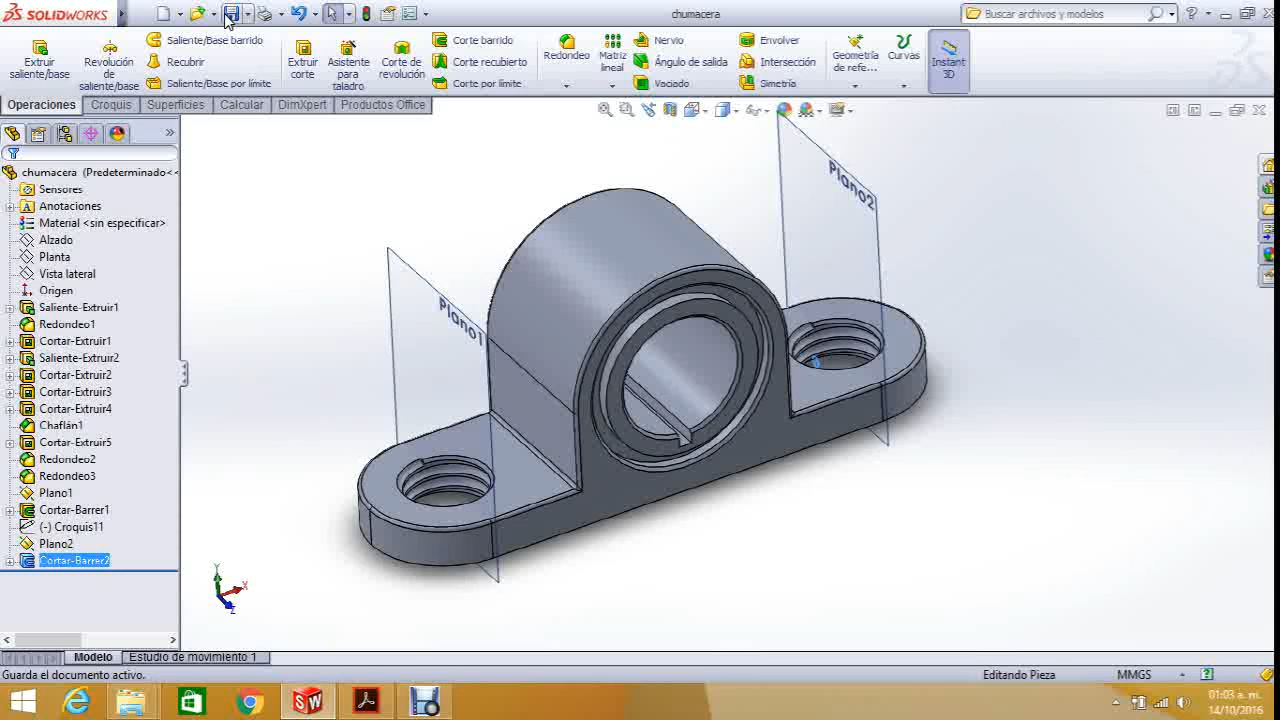 SOLIDWORKS
chumacera
Buscar archivos y modelos
Extruir saliente/base
Revolución de saliente/base
Saliente/Base barrido
Recubrir
Saliente/Base por límite
Extruir corte
Asistente para taladro
Corte de revolución
Corte barrido
Corte recubierto
Corte por límite
Redondeo
Matriz lineal
Nervio
Ángulo de salida
Vaciado
Envolver
Intersección
Simetría
Geometría de refe...
Curvas
Instant 3D
Operaciones
Croquis
Superficies
Calcular
DimXpert
Productos Office
chumacera (Predeterminado<<
Sensores
Anotaciones
Material <sin especificar>
Alzado
Planta
Vista lateral
Origen
Saliente-Extruir1
Redondeo1
Cortar-Extruir1
Saliente-Extruir2
Cortar-Extruir2
Cortar-Extruir3
Cortar-Extruir4
Chaflán1
Cortar-Extruir5
Redondeo2
Redondeo3
Plano1
Cortar-Barrer1
(-) Croquis11
Plano2
Cortar-Barrer2
Plano1
Plano2
Y
X
Z
Modelo
Estudio de movimiento 1
Guarda el documento activo.
Editando Pieza
MMGS
SW
01:03 a. m.
14/10/2016